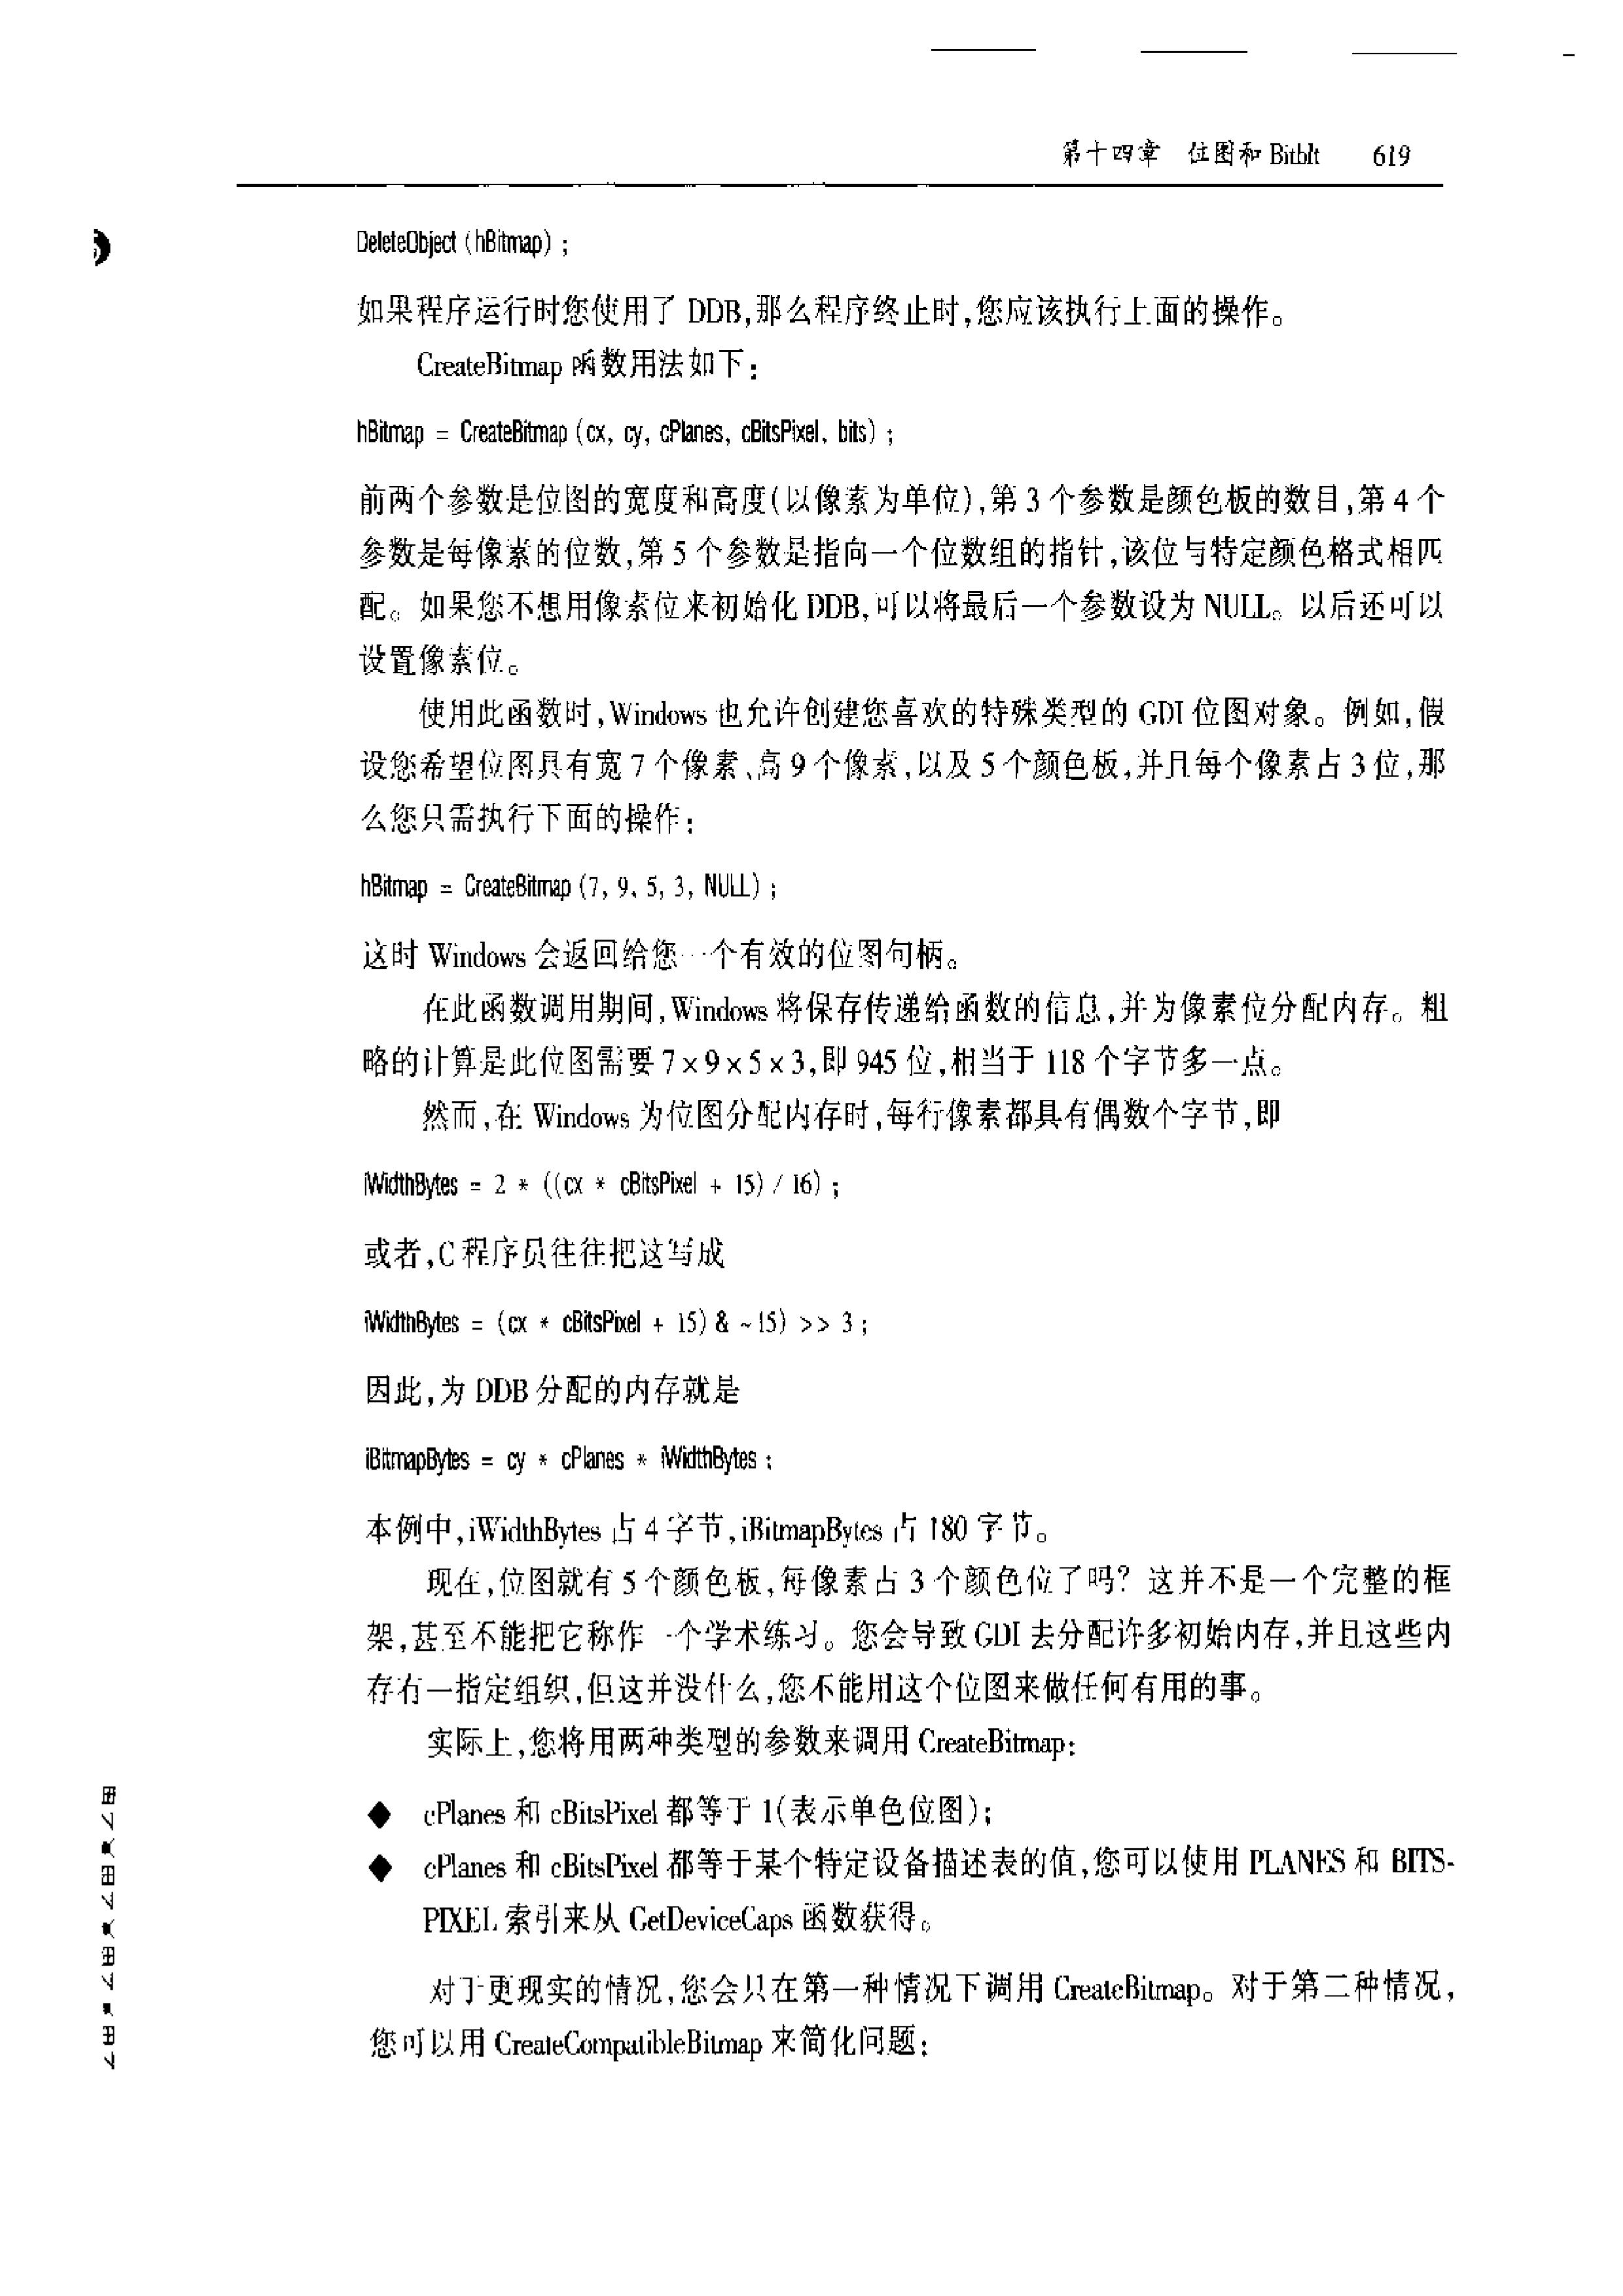 第十四章 位图和 Bitblt 619
DeleteObject (hBitmap) ;
如果程序运行时您使用了 DDB,那么程序终止时,您应该执行上面的操作。
CreateBitmap 函数用法如下:
hBitmap = CreateBitmap (cx, cy, cPlanes, cBitsPixel, bits) ;
前两个参数是位图的宽度和高度(以像素为单位),第 3 个参数是颜色板的数目,第 4 个
参数是每像素的位数,第 5 个参数是指向一个位数组的指针,该位与特定颜色格式相匹
配。如果您不想用像素位来初始化 DDB,可以将最后一个参数设为 NULL。以后还可以
设置像素位。
使用此函数时,Windows 也允许创建您喜欢的特殊类型的 GDI 位图对象。例如,假
设您希望位图具有宽 7 个像素、高 9 个像素,以及 5 个颜色板,并且每个像素占 3 位,那
么您只需执行下面的操作:
hBitmap = CreateBitmap (7, 9, 5, 3, NULL) ;
这时 Windows 会返回给您一个有效的位图句柄。
在此函数调用期间,Windows 将保存传递给函数的信息,并为像素位分配内存。粗
略的计算是此位图需要 7×9×5×3,即 945 位,相当于 118 个字节多一点。
然而,在 Windows 为位图分配内存时,每行像素都具有偶数个字节,即
iWidthBytes = 2 * ((cx * cBitsPixel + 15) / 16) ;
或者,C 程序员往往把这写成
iWidthBytes = (cx * cBitsPixel + 15) & ~15) >> 3 ;
因此,为 DDB 分配的内存就是
iBitmapBytes = cy * cPlanes * iWidthBytes ;
本例中,iWidthBytes 占 4 字节,iBitmapBytes 占 180 字节。
现在,位图就有 5 个颜色板,每像素占 3 个颜色位了吗? 这并不是一个完整的框
架,甚至不能把它称作一个学术练习。您会导致 GDI 去分配许多初始内存,并且这些内
存有一指定组织,但这并没什么,您不能用这个位图来做任何有用的事。
实际上,您将用两种类型的参数来调用 CreateBitmap:
◆ cPlanes 和 cBitsPixel 都等于 1(表示单色位图);
◆ cPlanes 和 cBitsPixel 都等于某个特定设备描述表的值,您可以使用 PLANES 和 BITS-
PIXEL 索引来从 GetDeviceCaps 函数获得。
对于更现实的情况,您会只在第一种情况下调用 CreateBitmap。对于第二种情况,
您可以用 CreateCompatibleBitmap 来简化问题: